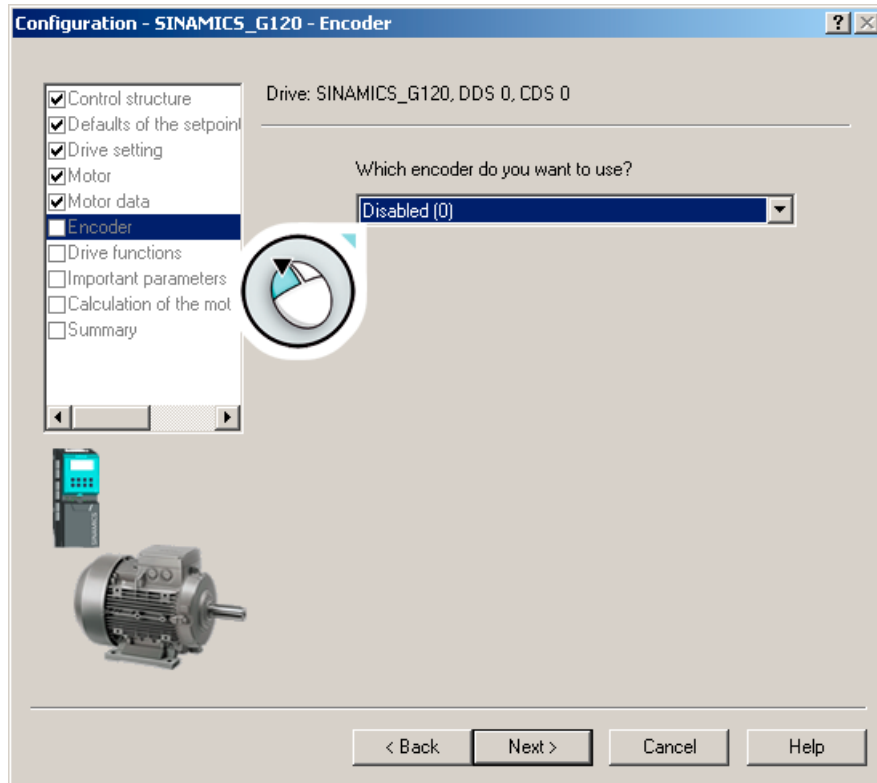 Configuration - SINAMICS_G120 - Encoder
Control structure
Defaults of the setpoint
Drive setting
Motor
Motor data
Encoder
Drive functions
Important parameters
Calculation of the mot
Summary
Drive: SINAMICS_G120, DDS 0, CDS 0
Which encoder do you want to use?
Disabled (0)
SINAMICS
< Back
Next >
Cancel
Help